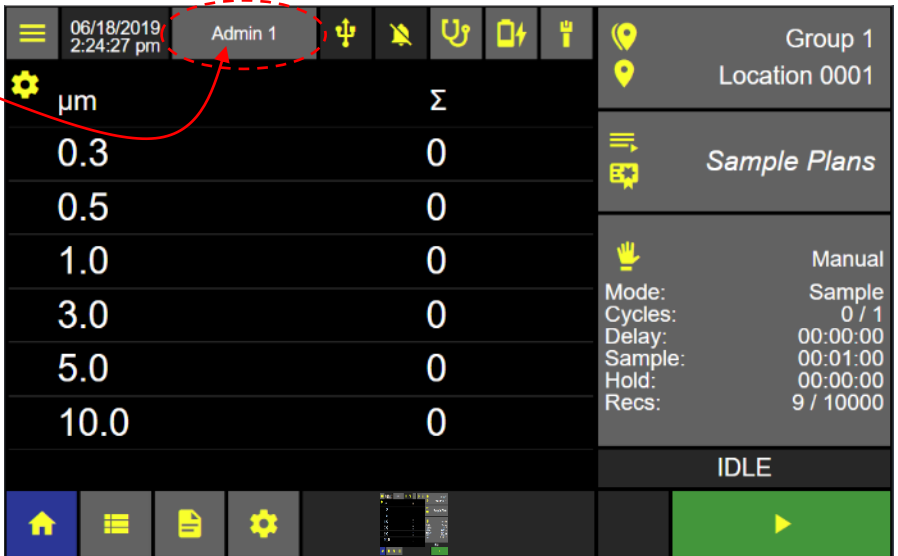 06/18/2019
2:24:27 pm
Admin 1
Group 1
Location 0001
µm Σ
0.3 0
0.5 0
1.0 0
3.0 0
5.0 0
10.0 0
Sample Plans
Manual
Mode: Sample
Cycles: 0 / 1
Delay: 00:00:00
Sample: 00:01:00
Hold: 00:00:00
Recs: 9 / 10000
IDLE